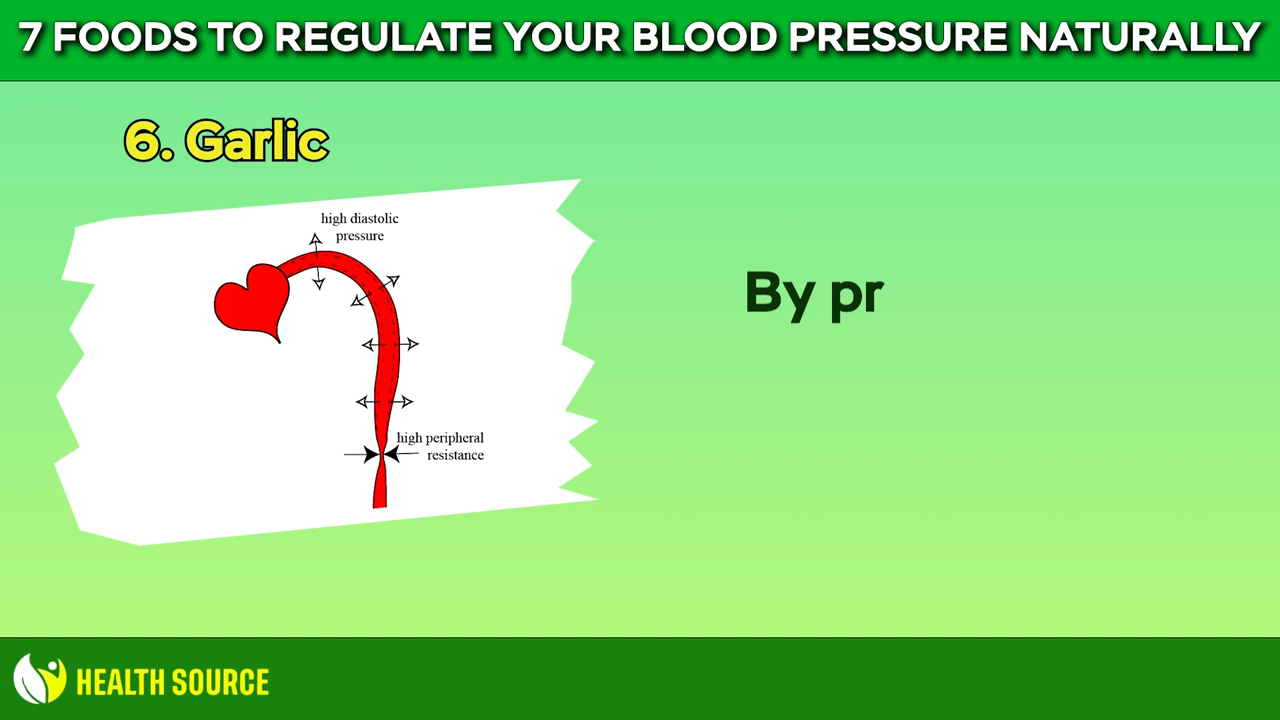 7 FOODS TO REGULATE YOUR BLOOD PRESSURE NATURALLY
6. Garlic
high diastolic
pressure
high peripheral
resistance
By pr
HEALTH SOURCE